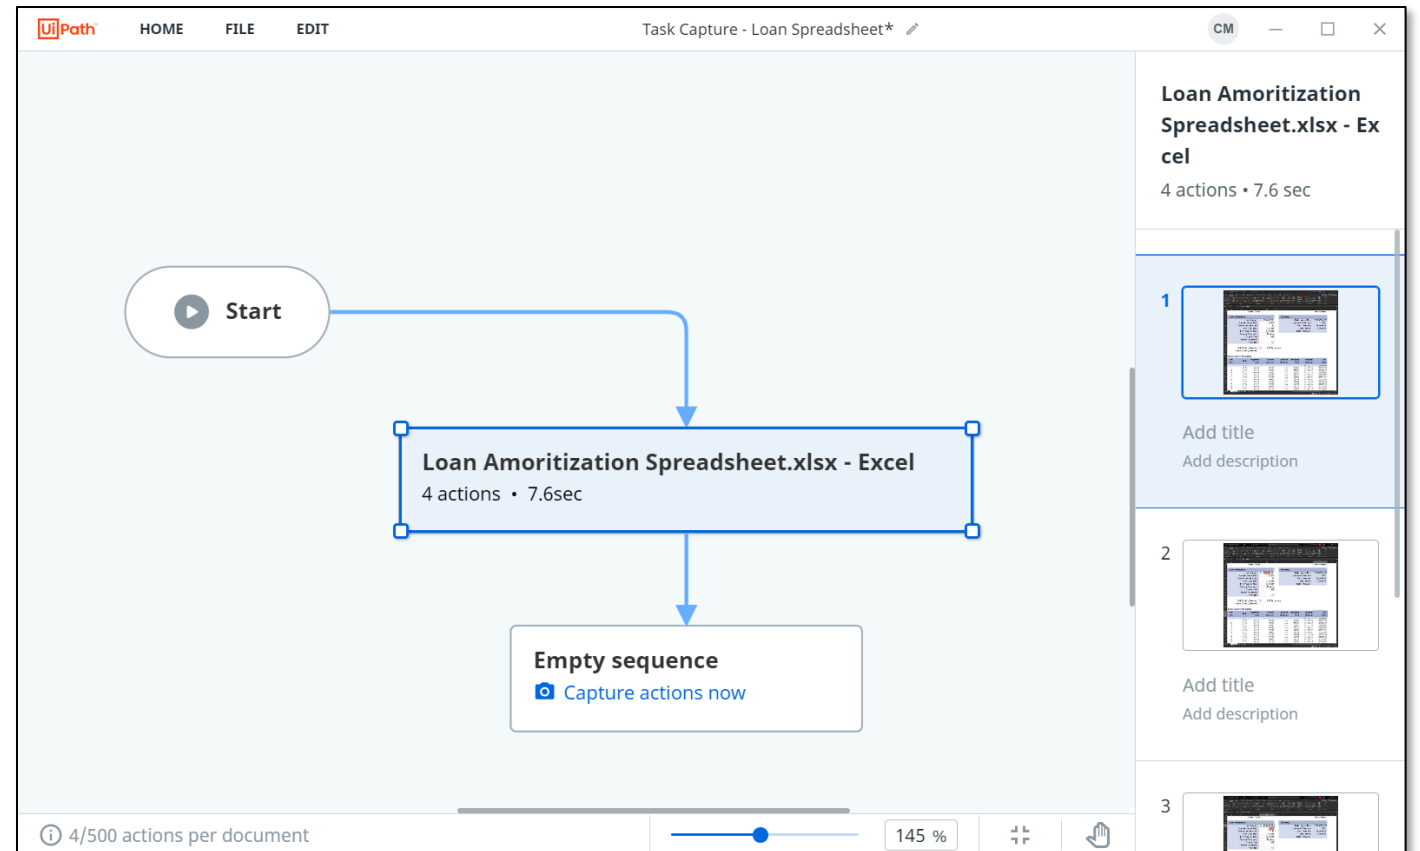 UiPath
HOME
FILE
EDIT
Task Capture - Loan Spreadsheet*
CM
Start
Loan Amoritization Spreadsheet.xlsx - Excel
4 actions • 7.6sec
Empty sequence
Capture actions now
Loan Amoritization
Spreadsheet.xlsx - Ex
cel
4 actions • 7.6 sec
1
Add title
Add description
2
Add title
Add description
3
4/500 actions per document
145 %